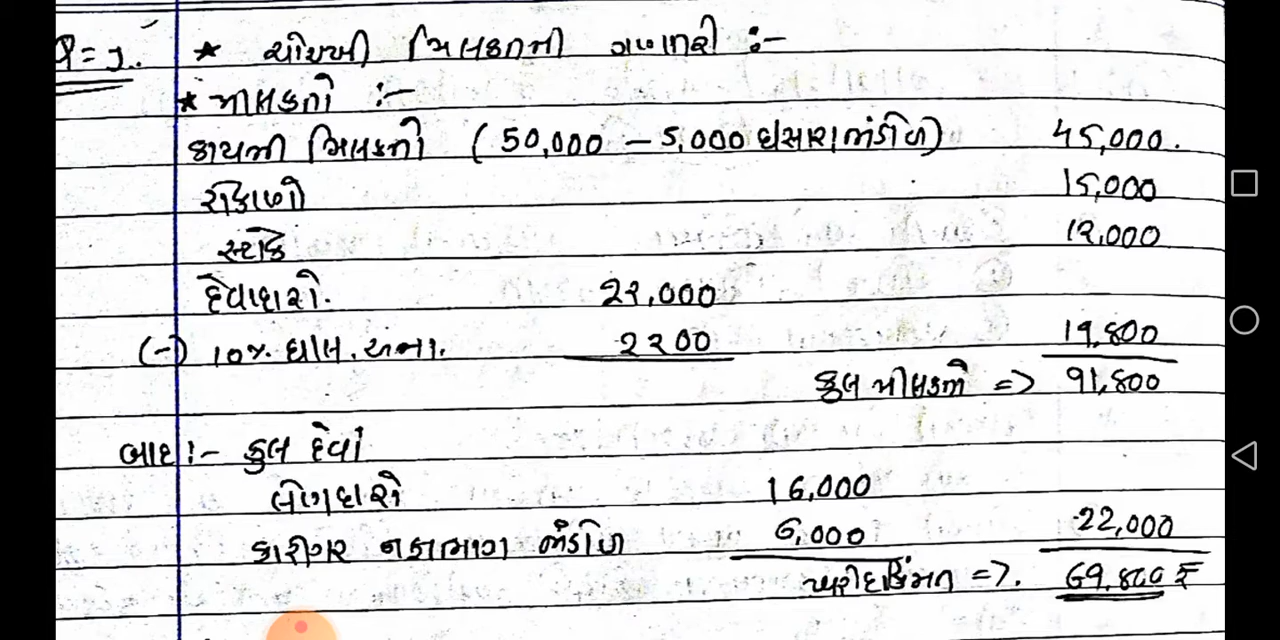 પ્ર = ૨. * ચોખ્ખી મિલકતની ગણતરી :-
* મીલકતો :-
કાયમી મિલકતો (50,000 – 5,000 ઘસારા ભંડોળ) 45,000.
રોકાણો 15,000
સ્ટોક 12,000
દેવાદારો. 22,000
(-) 10% ઘાલ. અના. 2200 19,800
કુલ મીલકતો => 91,800
બાદ :- કુલ દેવાં
લેણદારો 16,000
કારીગર નફાભાગ ભંડોળ 6,000 22,000
ખરીદકિંમત =>. 69,800 ₹